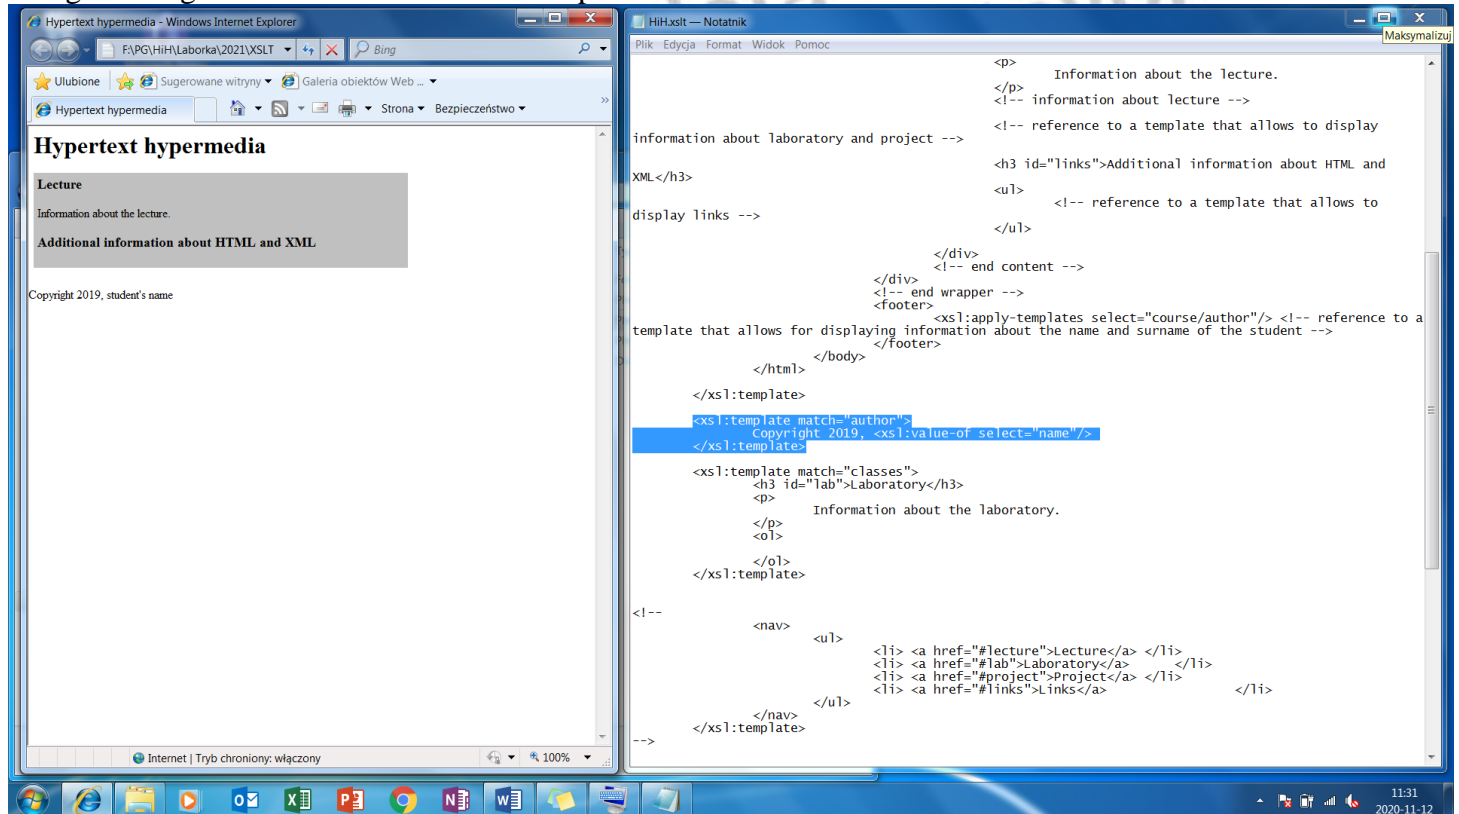 Hypertext hypermedia - Windows Internet Explorer
F:\PG\HiH\Laborka\2021\XSLT
Bing
Ulubione
Sugerowane witryny
Galeria obiektów Web ...
Hypertext hypermedia
Strona
Bezpieczeństwo
»
Hypertext hypermedia
Lecture
Information about the lecture.
Additional information about HTML and XML
Copyright 2019, student's name
Internet | Tryb chroniony: włączony
100%
HiH.xslt — Notatnik
Maksymalizuj
Plik Edycja Format Widok Pomoc
<p>
Information about the lecture.
</p>
<!-- information about lecture -->
<!-- reference to a template that allows to display
information about laboratory and project -->
<h3 id="links">Additional information about HTML and
XML</h3>
<ul>
<!-- reference to a template that allows to
display links -->
</ul>
</div>
<!-- end content -->
</div>
<!-- end wrapper -->
<footer>
<xsl:apply-templates select="course/author"/> <!-- reference to a
template that allows for displaying information about the name and surname of the student -->
</footer>
</body>
</html>
</xsl:template>
<xsl:template match="author">
Copyright 2019, <xsl:value-of select="name"/>
</xsl:template>
<xsl:template match="classes">
<h3 id="lab">Laboratory</h3>
<p>
Information about the laboratory.
</p>
<ol>
</ol>
</xsl:template>
<!--
<nav>
<ul>
<li> <a href="#lecture">Lecture</a> </li>
<li> <a href="#lab">Laboratory</a> </li>
<li> <a href="#project">Project</a> </li>
<li> <a href="#links">Links</a> </li>
</ul>
</nav>
</xsl:template>
-->
11:31
2020-11-12